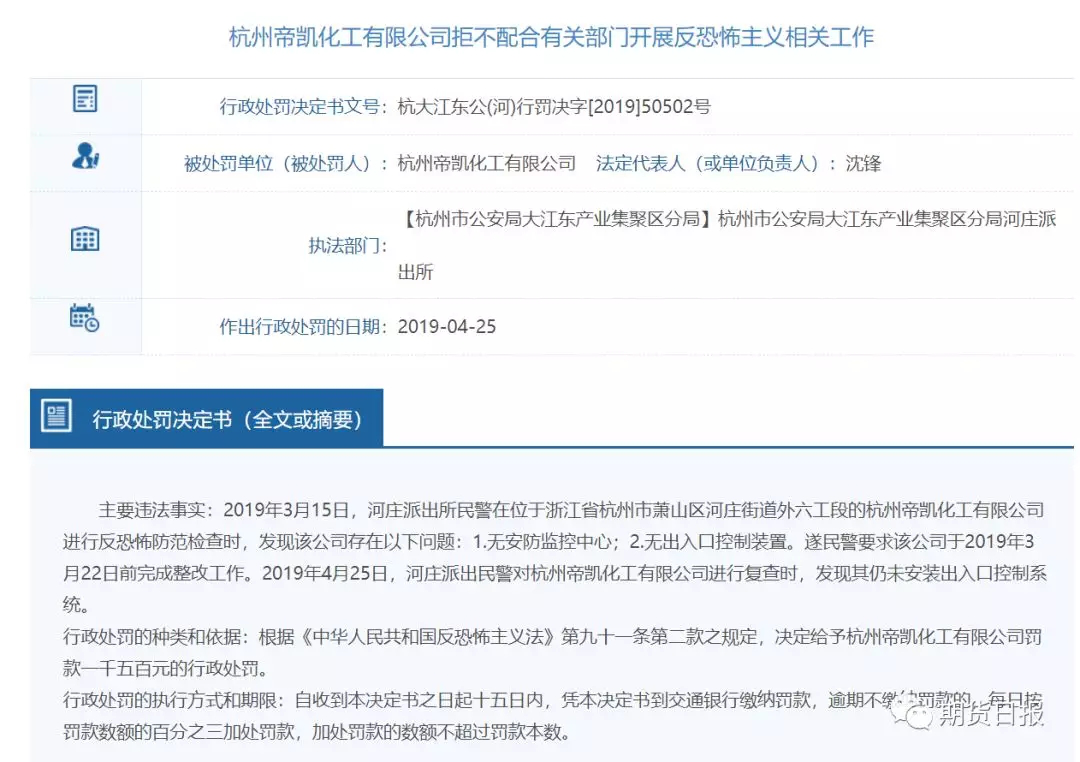 杭州帝凯化工有限公司拒不配合有关部门开展反恐怖主义相关工作
行政处罚决定书文号：杭大江东公(河)行罚决字[2019]50502号
被处罚单位（被处罚人）：杭州帝凯化工有限公司 法定代表人（或单位负责人）：沈锋
【杭州市公安局大江东产业集聚区分局】杭州市公安局大江东产业集聚区分局河庄派
执法部门：
出所
作出行政处罚的日期：2019-04-25
行政处罚决定书（全文或摘要）
主要违法事实：2019年3月15日，河庄派出所民警在位于浙江省杭州市萧山区河庄街道外六工段的杭州帝凯化工有限公司
进行反恐怖防范检查时，发现该公司存在以下问题：1.无安防监控中心；2.无出入口控制装置。遂民警要求该公司于2019年3
月22日前完成整改工作。2019年4月25日，河庄派出民警对杭州帝凯化工有限公司进行复查时，发现其仍未安装出入口控制系
统。
行政处罚的种类和依据：根据《中华人民共和国反恐怖主义法》第九十一条第二款之规定，决定给予杭州帝凯化工有限公司罚
款一千五百元的行政处罚。
行政处罚的执行方式和期限：自收到本决定书之日起十五日内，凭本决定书到交通银行缴纳罚款，逾期不缴纳罚款的，每日按
罚款数额的百分之三加处罚款，加处罚款的数额不超过罚款本数。
期货日报